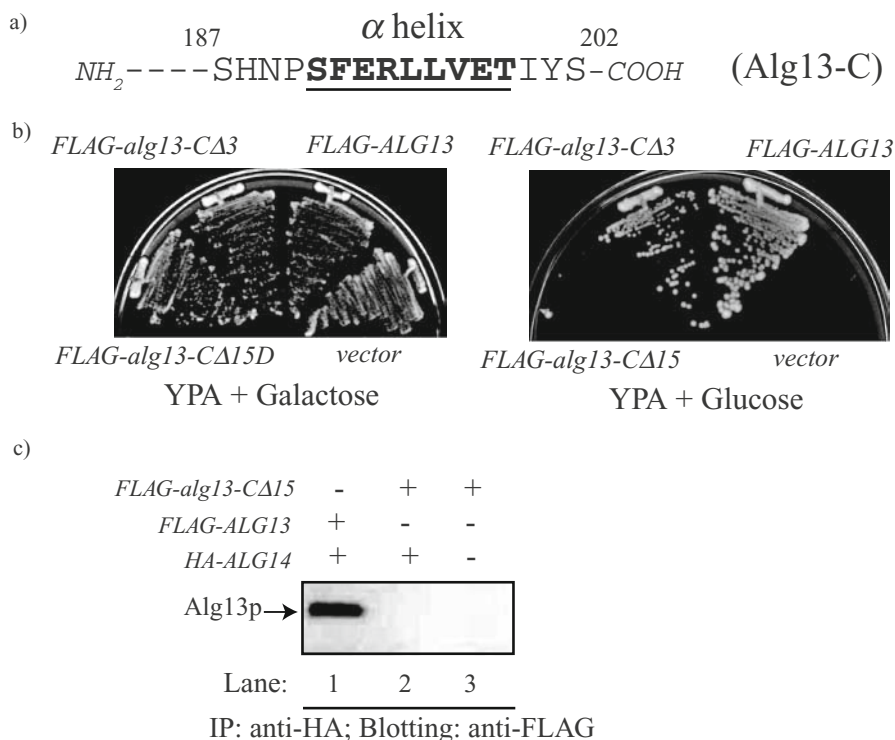 a)
187 α helix 202
NH2----SHNPSFERLLVETIYS-COOH (Alg13-C)
b)
FLAG-alg13-CΔ3 FLAG-ALG13 FLAG-alg13-CΔ3 FLAG-ALG13
FLAG-alg13-CΔ15D vector FLAG-alg13-CΔ15 vector
YPA + Galactose YPA + Glucose
c)
FLAG-alg13-CΔ15 - + +
FLAG-ALG13 + - -
HA-ALG14 + + -
Alg13p
Lane: 1 2 3
IP: anti-HA; Blotting: anti-FLAG